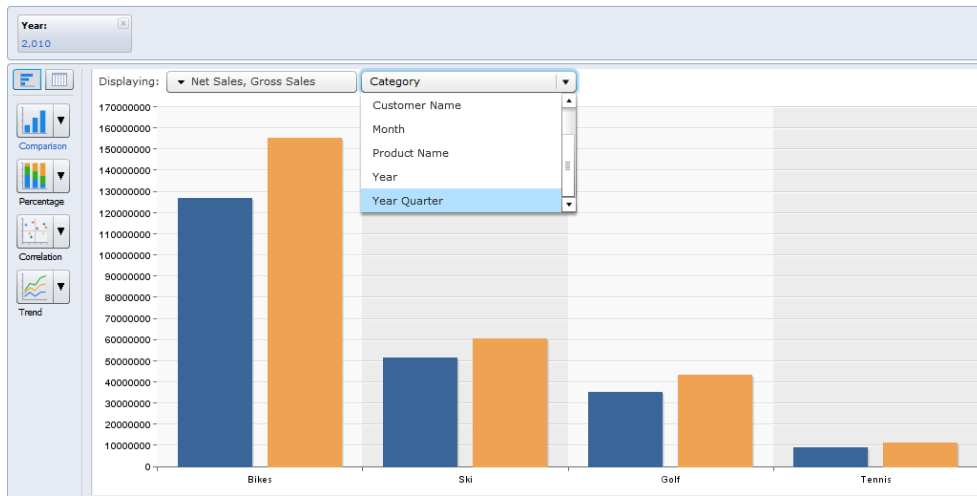 Year:
2,010
Displaying:
Net Sales, Gross Sales
Category
Customer Name
Month
Product Name
Year
Year Quarter
Comparison
Percentage
Correlation
Trend
170000000
160000000
150000000
140000000
130000000
120000000
110000000
100000000
90000000
80000000
70000000
60000000
50000000
40000000
30000000
20000000
10000000
0
Bikes
Ski
Golf
Tennis